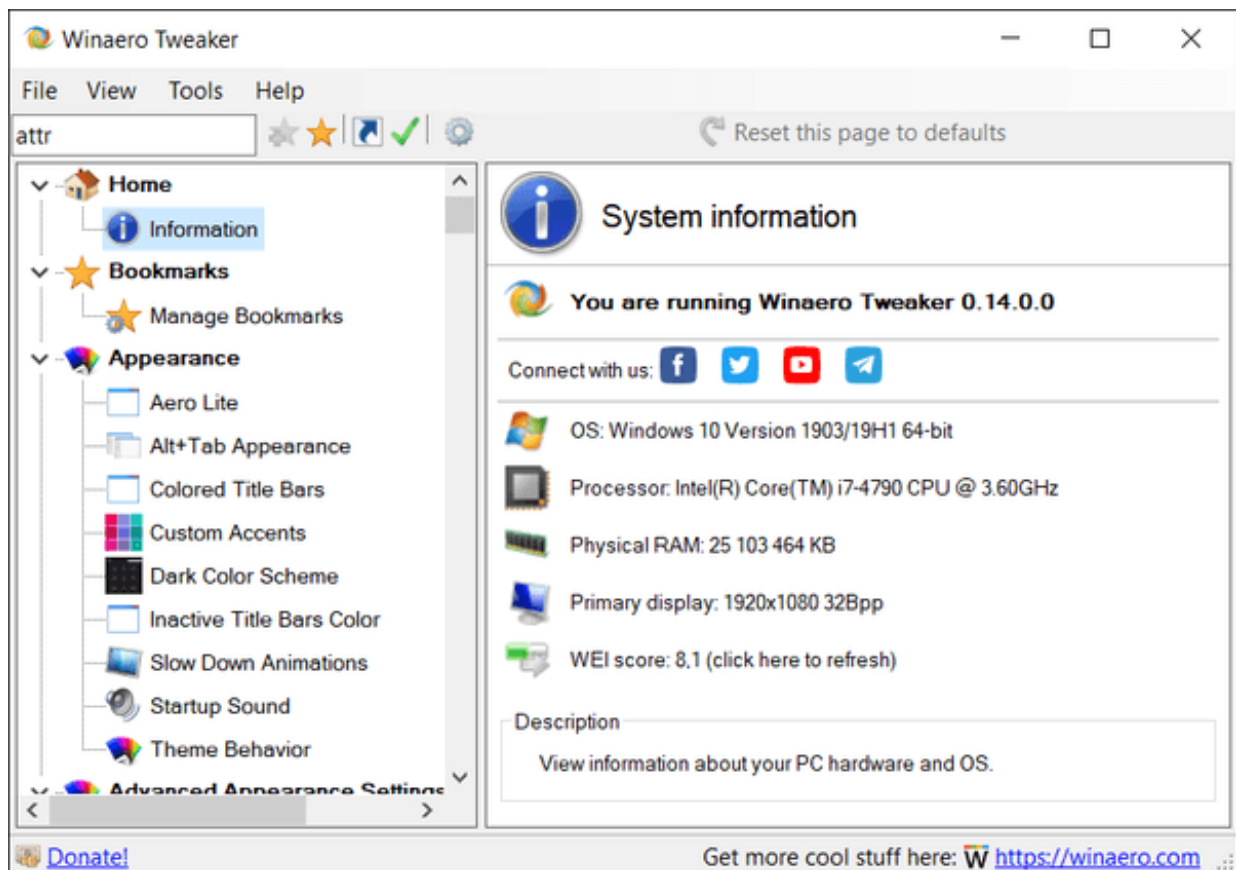 Winaero Tweaker
File View Tools Help
attr
Reset this page to defaults
Home
Information
Bookmarks
Manage Bookmarks
Appearance
Aero Lite
Alt+Tab Appearance
Colored Title Bars
Custom Accents
Dark Color Scheme
Inactive Title Bars Color
Slow Down Animations
Startup Sound
Theme Behavior
Advanced Appearance Settings
System information
You are running Winaero Tweaker 0.14.0.0
Connect with us:
OS: Windows 10 Version 1903/19H1 64-bit
Processor: Intel(R) Core(TM) i7-4790 CPU @ 3.60GHz
Physical RAM: 25 103 464 KB
Primary display: 1920x1080 32Bpp
WEI score: 8,1 (click here to refresh)
Description
View information about your PC hardware and OS.
Donate!
Get more cool stuff here: W https://winaero.com